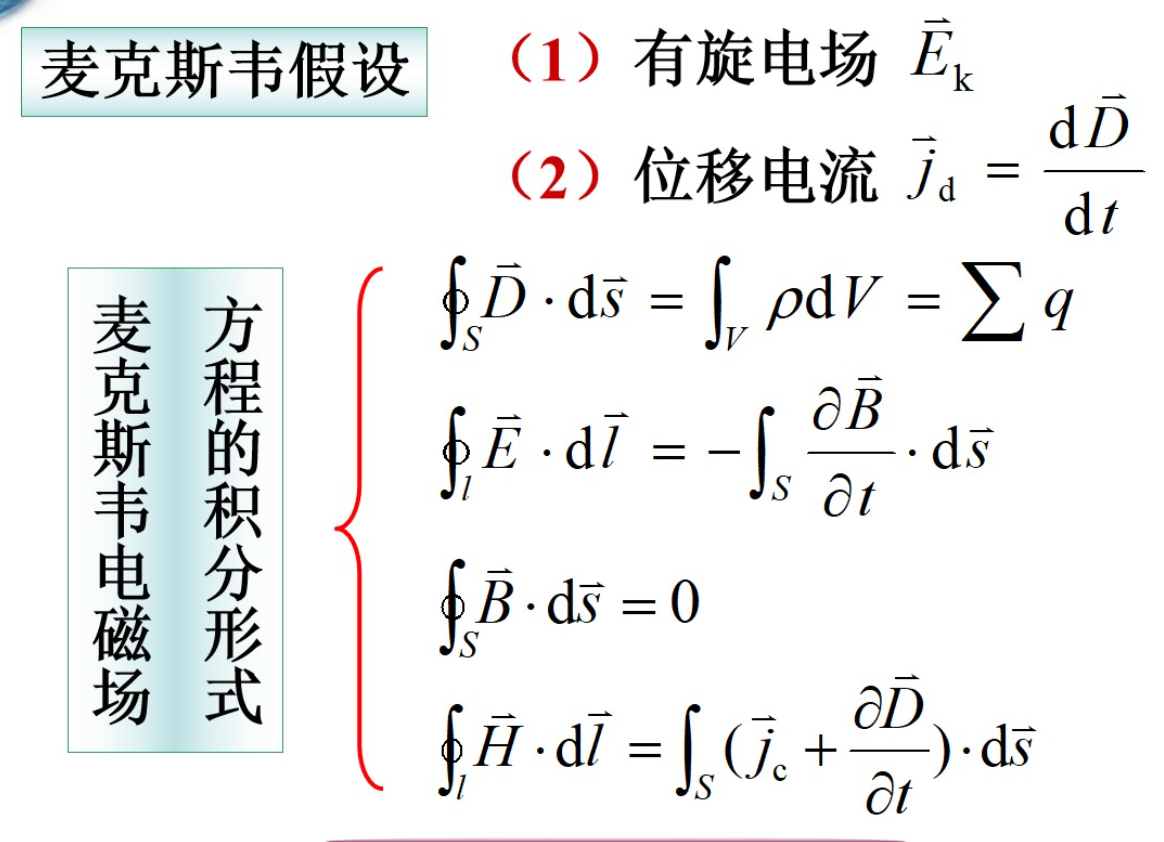 麦克斯韦假设
（1）有旋电场 $\vec{E}_{\mathrm{k}}$
（2）位移电流 $\vec{j}_{\mathrm{d}} = \dfrac{\mathrm{d}\vec{D}}{\mathrm{d}t}$
麦克斯韦电磁场
方程的积分形式
$\oint_S \vec{D} \cdot \mathrm{d}\vec{s} = \int_V \rho \mathrm{d}V = \sum q$
$\oint_l \vec{E} \cdot \mathrm{d}\vec{l} = -\int_S \dfrac{\partial \vec{B}}{\partial t} \cdot \mathrm{d}\vec{s}$
$\oint_S \vec{B} \cdot \mathrm{d}\vec{s} = 0$
$\oint_l \vec{H} \cdot \mathrm{d}\vec{l} = \int_S (\vec{j}_{\mathrm{c}} + \dfrac{\partial \vec{D}}{\partial t}) \cdot \mathrm{d}\vec{s}$